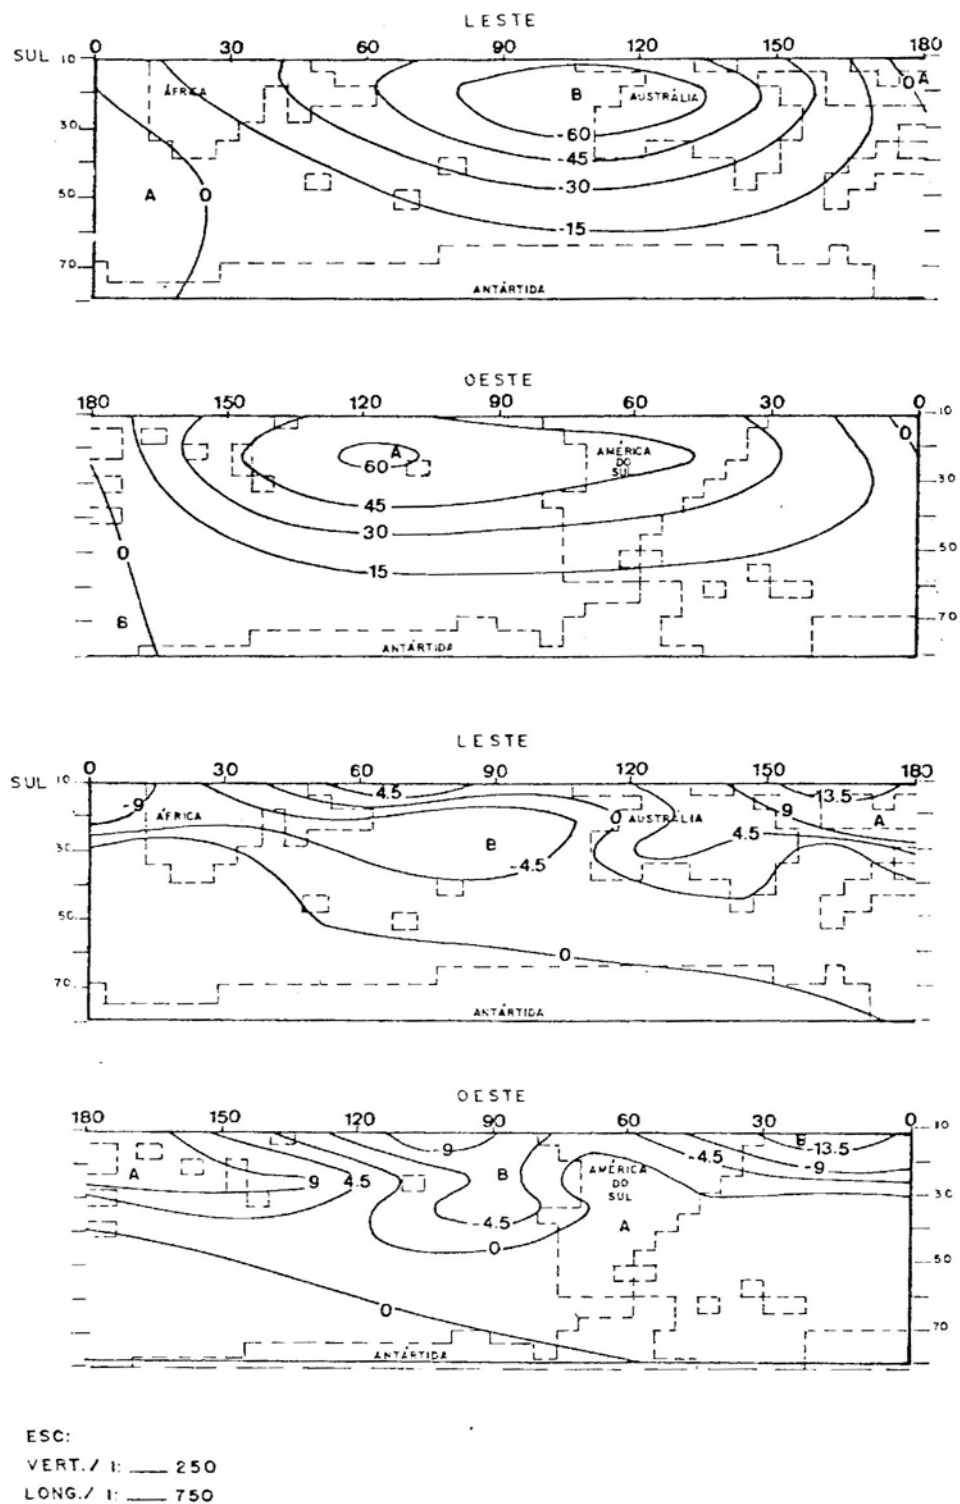 LESTE
SUL 0 30 60 90 120 150 180
10
ÁFRICA B AUSTRÁLIA 0 A
30
-60
-45
A 0 -30
50
-15
70
ANTÁRTIDA
OESTE
180 150 120 90 60 30 0
10
0
A AMÉRICA
DO
SUL
60
30
45
30
0 15 50
B 70
ANTÁRTIDA
LESTE
SUL 0 30 60 90 120 150 180
10
-9 4.5 9 13.5
ÁFRICA 0 AUSTRÁLIA A
4.5
30 B
-4.5
50
0
70
ANTÁRTIDA
OESTE
180 150 120 90 60 30 0
10
-9 B -13.5
-4.5 -9
A B AMÉRICA
9 4.5 DO
SUL
30
-4.5 A
0
50
0
70
ANTÁRTIDA
ESC:
VERT./ 1: 250
LONG./ 1: 750